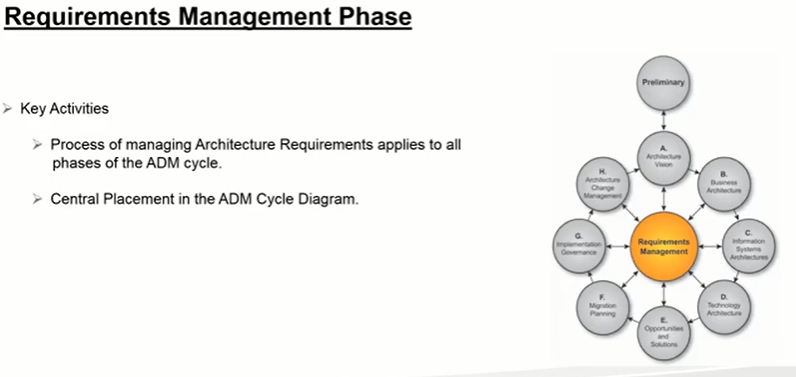 Requirements Management Phase
Key Activities
Process of managing Architecture Requirements applies to all
phases of the ADM cycle.
Central Placement in the ADM Cycle Diagram.
Preliminary
A.
Architecture
Vision
H.
Architecture
Change
Management
B.
Business
Architecture
G.
Implementation
Governance
Requirements
Management
C.
Information
Systems
Architectures
F.
Migration
Planning
D.
Technology
Architecture
E.
Opportunities
and
Solutions